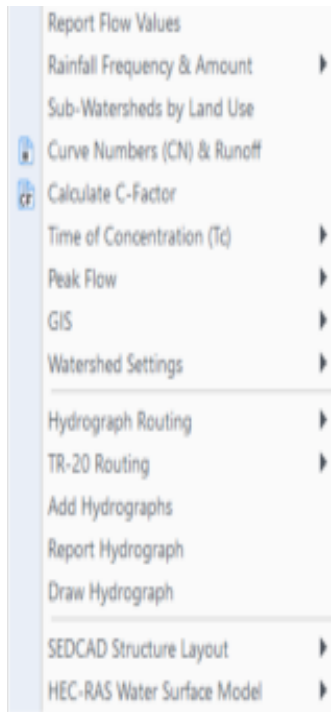 Report Flow Values
Rainfall Frequency & Amount
Sub-Watersheds by Land Use
Curve Numbers (CN) & Runoff
Calculate C-Factor
Time of Concentration (Tc)
Peak Flow
GIS
Watershed Settings
Hydrograph Routing
TR-20 Routing
Add Hydrographs
Report Hydrograph
Draw Hydrograph
SEDCAD Structure Layout
HEC-RAS Water Surface Model